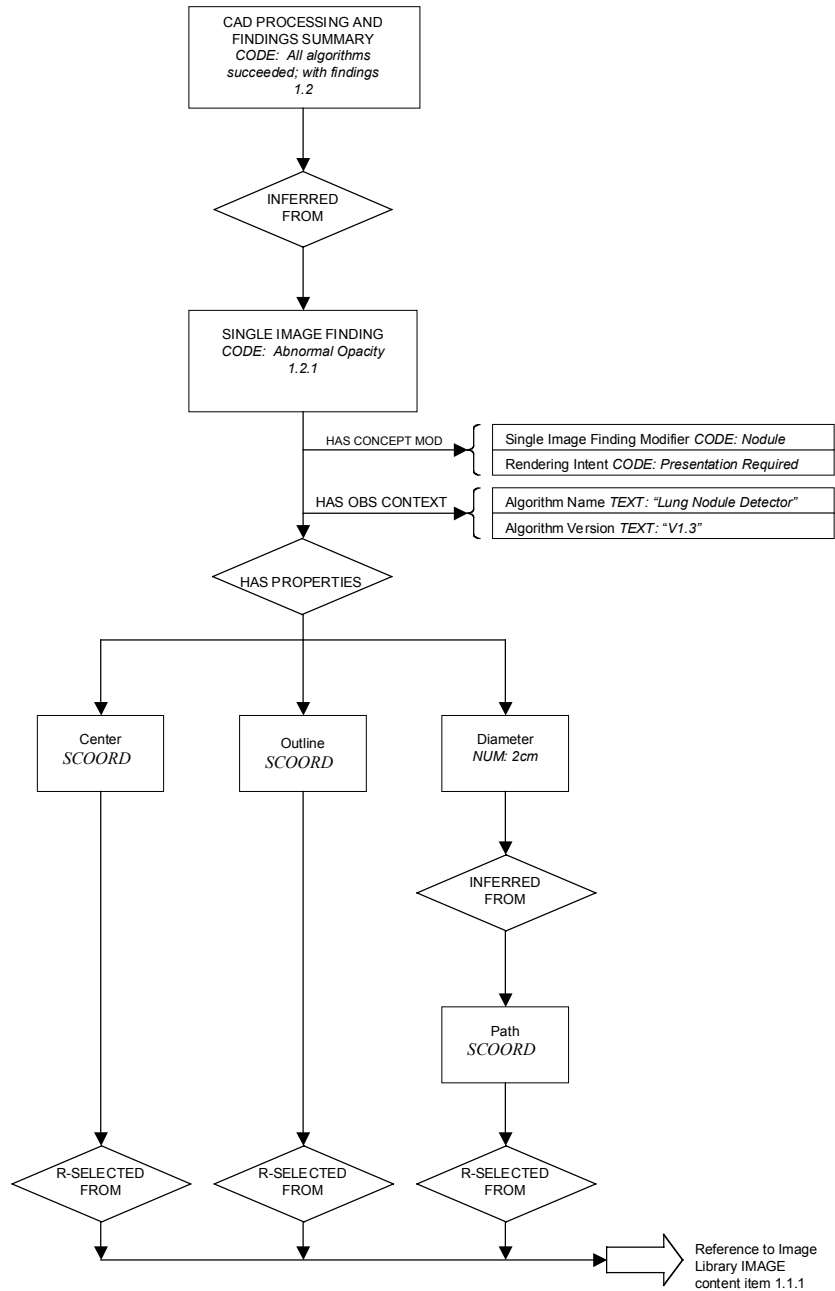 CAD PROCESSING AND
FINDINGS SUMMARY
CODE: All algorithms
succeeded; with findings
1.2
INFERRED
FROM
SINGLE IMAGE FINDING
CODE: Abnormal Opacity
1.2.1
HAS CONCEPT MOD
Single Image Finding Modifier CODE: Nodule
Rendering Intent CODE: Presentation Required
HAS OBS CONTEXT
Algorithm Name TEXT: “Lung Nodule Detector”
Algorithm Version TEXT: “V1.3”
HAS PROPERTIES
Center
SCOORD
Outline
SCOORD
Diameter
NUM: 2cm
INFERRED
FROM
Path
SCOORD
R-SELECTED
FROM
R-SELECTED
FROM
R-SELECTED
FROM
Reference to Image
Library IMAGE
content item 1.1.1